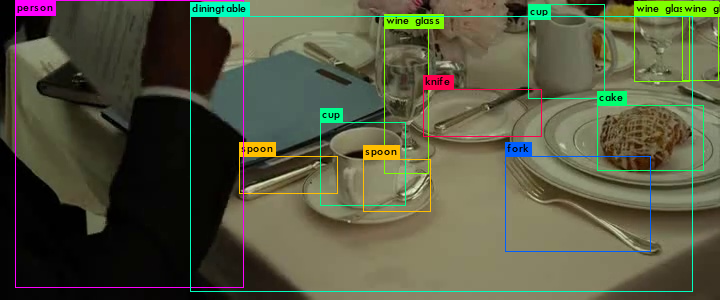 person
diningtable
wine glass
cup
wine glas
wine g
knife
cake
cup
spoon
spoon
fork